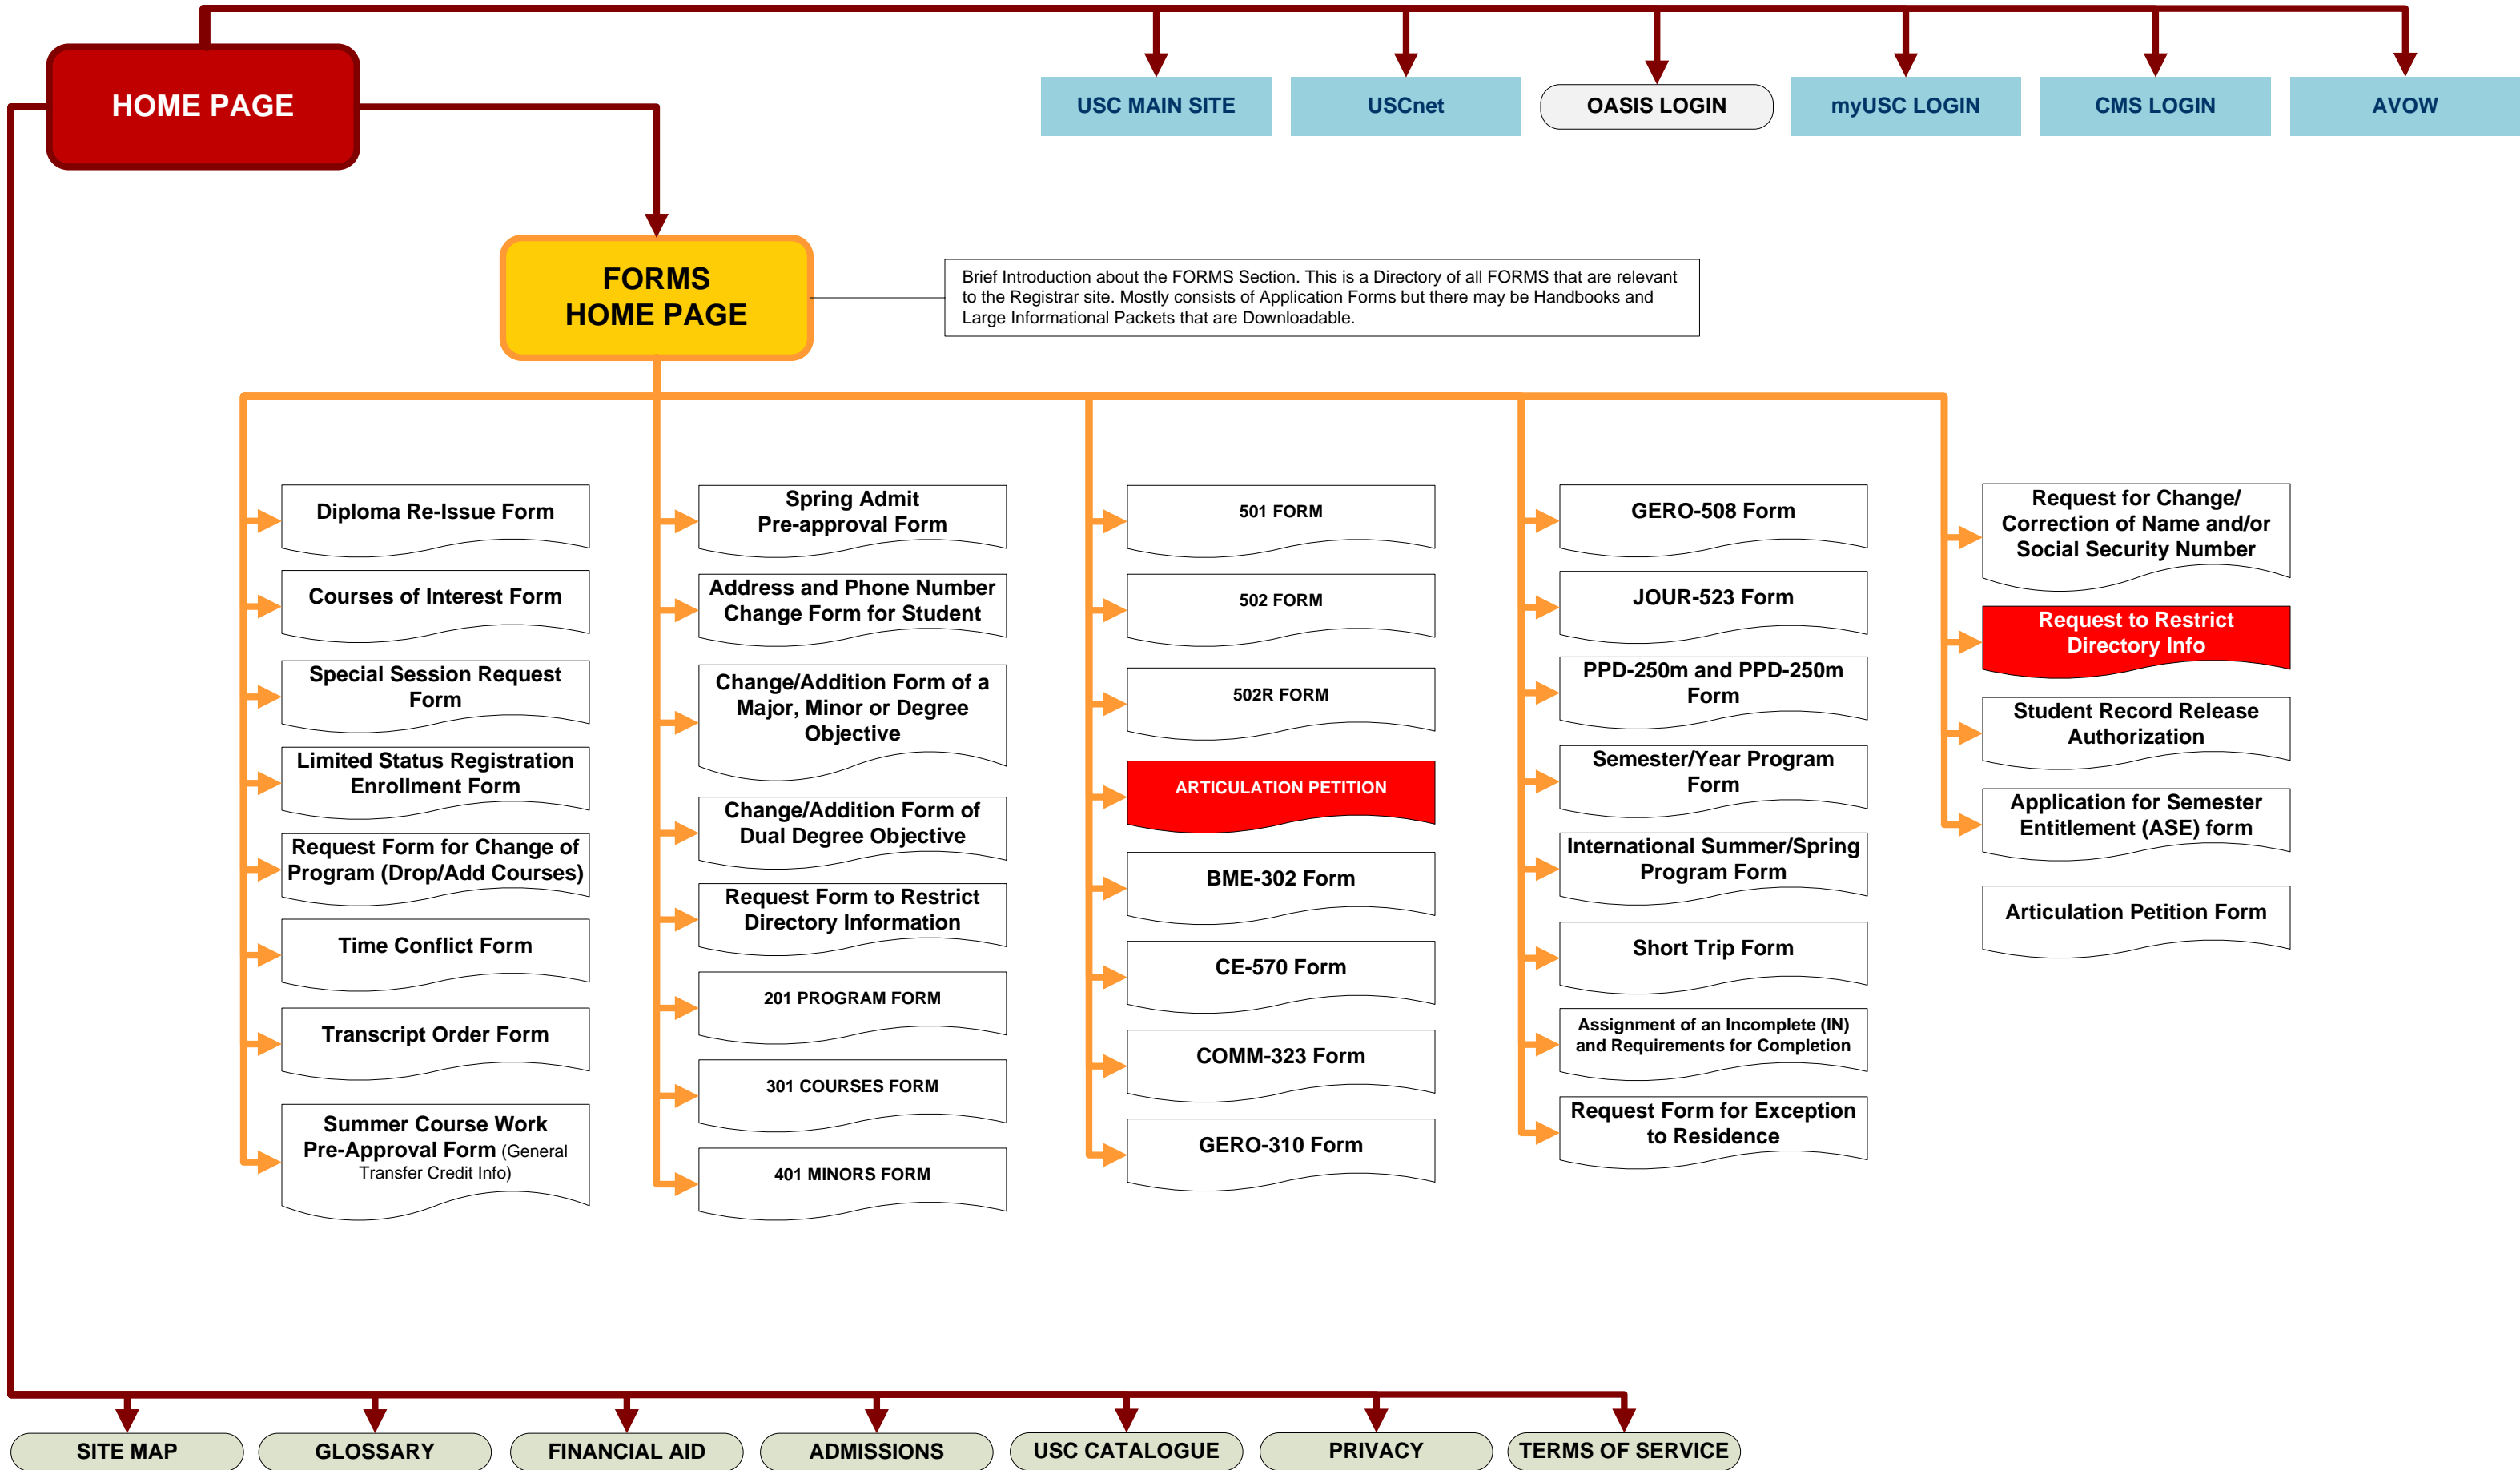 HOME PAGE
USC MAIN SITE
USCnet
OASIS LOGIN
myUSC LOGIN
CMS LOGIN
AVOW
FORMS
HOME PAGE
Brief Introduction about the FORMS Section. This is a Directory of all FORMS that are relevant
to the Registrar site. Mostly consists of Application Forms but there may be Handbooks and
Large Informational Packets that are Downloadable.
Diploma Re-Issue Form
Courses of Interest Form
Special Session Request
Form
Limited Status Registration
Enrollment Form
Request Form for Change of
Program (Drop/Add Courses)
Time Conflict Form
Transcript Order Form
Summer Course Work
Pre-Approval Form (General
Transfer Credit Info)
Spring Admit
Pre-approval Form
Address and Phone Number
Change Form for Student
Change/Addition Form of a
Major, Minor or Degree
Objective
Change/Addition Form of
Dual Degree Objective
Request Form to Restrict
Directory Information
201 PROGRAM FORM
301 COURSES FORM
401 MINORS FORM
501 FORM
502 FORM
502R FORM
ARTICULATION PETITION
BME-302 Form
CE-570 Form
COMM-323 Form
GERO-310 Form
GERO-508 Form
JOUR-523 Form
PPD-250m and PPD-250m
Form
Semester/Year Program
Form
International Summer/Spring
Program Form
Short Trip Form
Assignment of an Incomplete (IN)
and Requirements for Completion
Request Form for Exception
to Residence
Request for Change/
Correction of Name and/or
Social Security Number
Request to Restrict
Directory Info
Student Record Release
Authorization
Application for Semester
Entitlement (ASE) form
Articulation Petition Form
SITE MAP
GLOSSARY
FINANCIAL AID
ADMISSIONS
USC CATALOGUE
PRIVACY
TERMS OF SERVICE